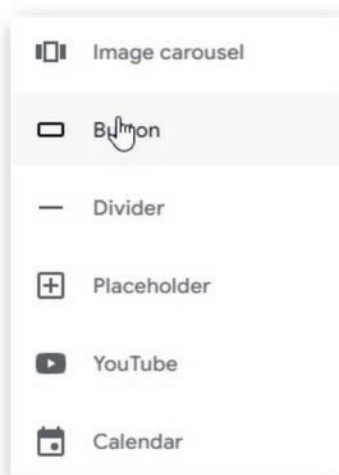 Image carousel
Button
Divider
Placeholder
YouTube
Calendar